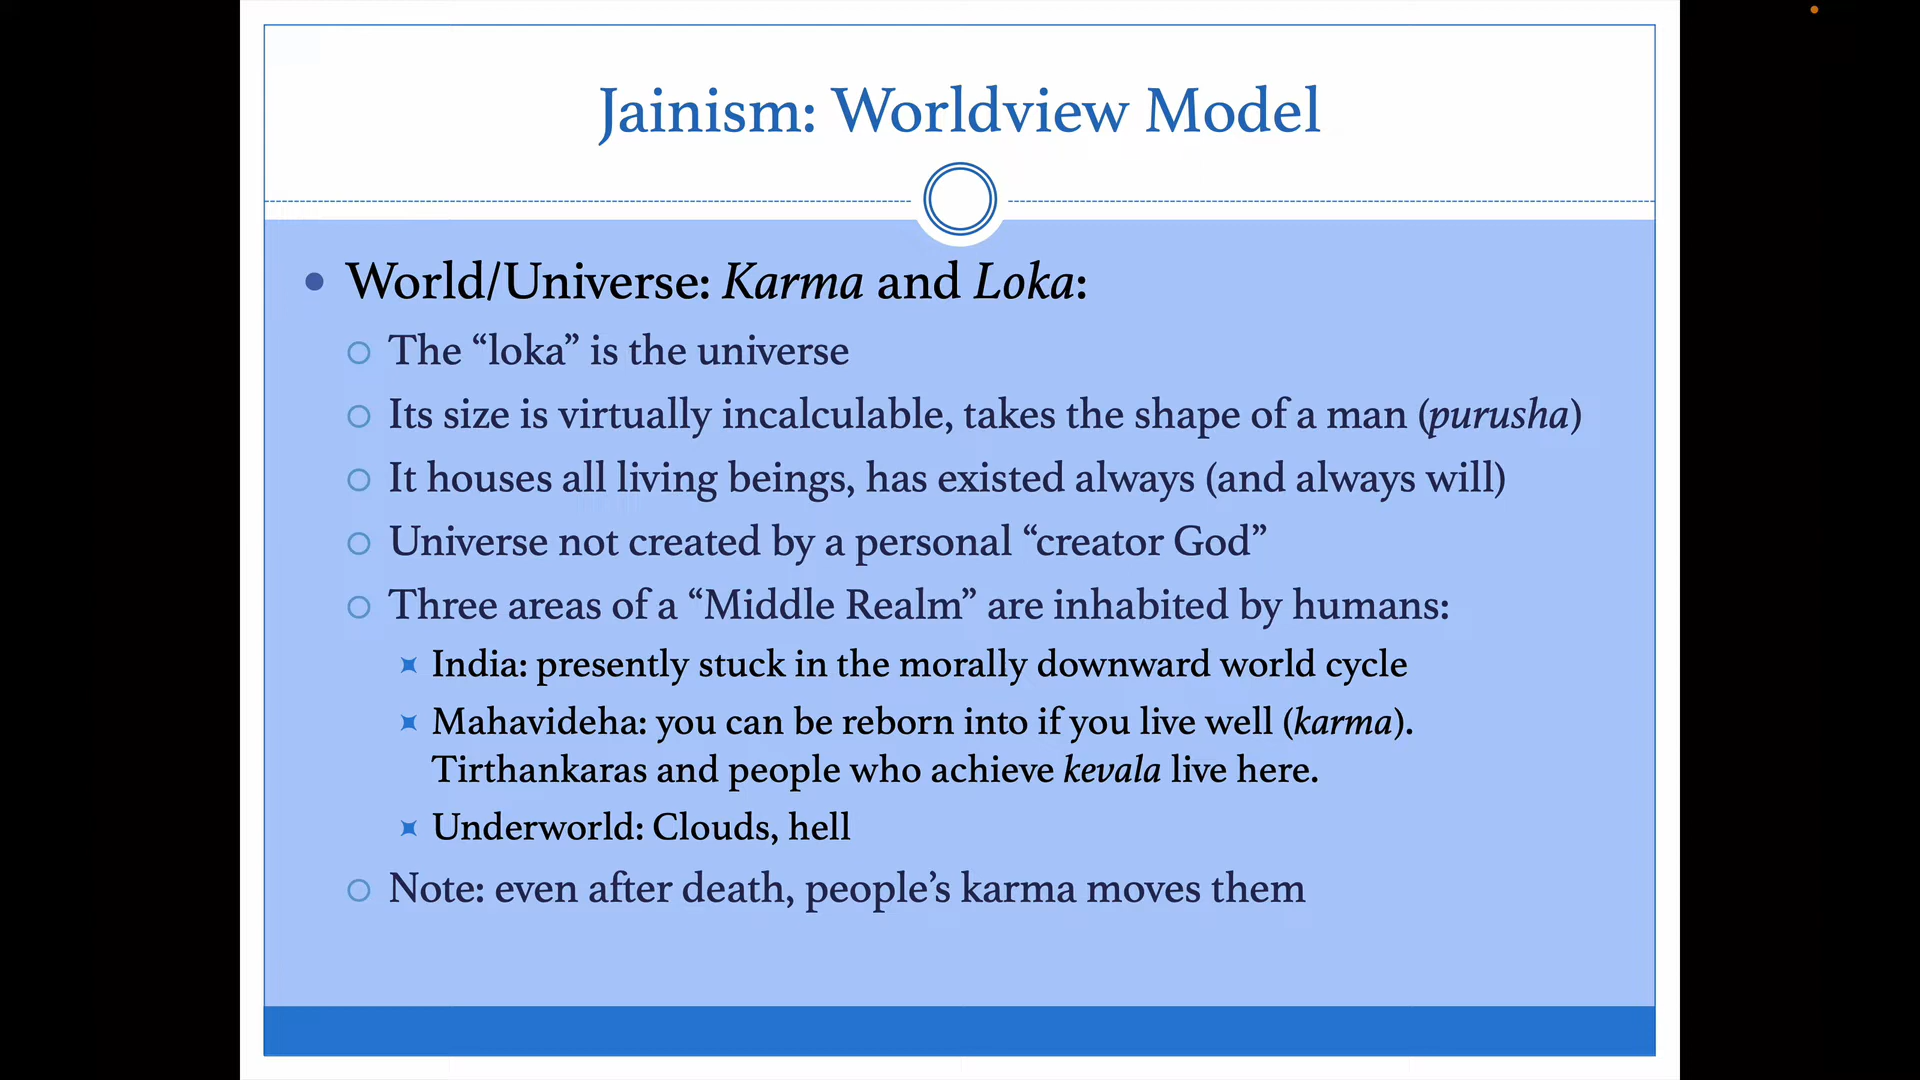 Jainism: Worldview Model
World/Universe: Karma and Loka:
The “loka” is the universe
Its size is virtually incalculable, takes the shape of a man (purusha)
It houses all living beings, has existed always (and always will)
Universe not created by a personal “creator God”
Three areas of a “Middle Realm” are inhabited by humans:
India: presently stuck in the morally downward world cycle
Mahavideha: you can be reborn into if you live well (karma).
Tirthankaras and people who achieve kevala live here.
Underworld: Clouds, hell
Note: even after death, people’s karma moves them